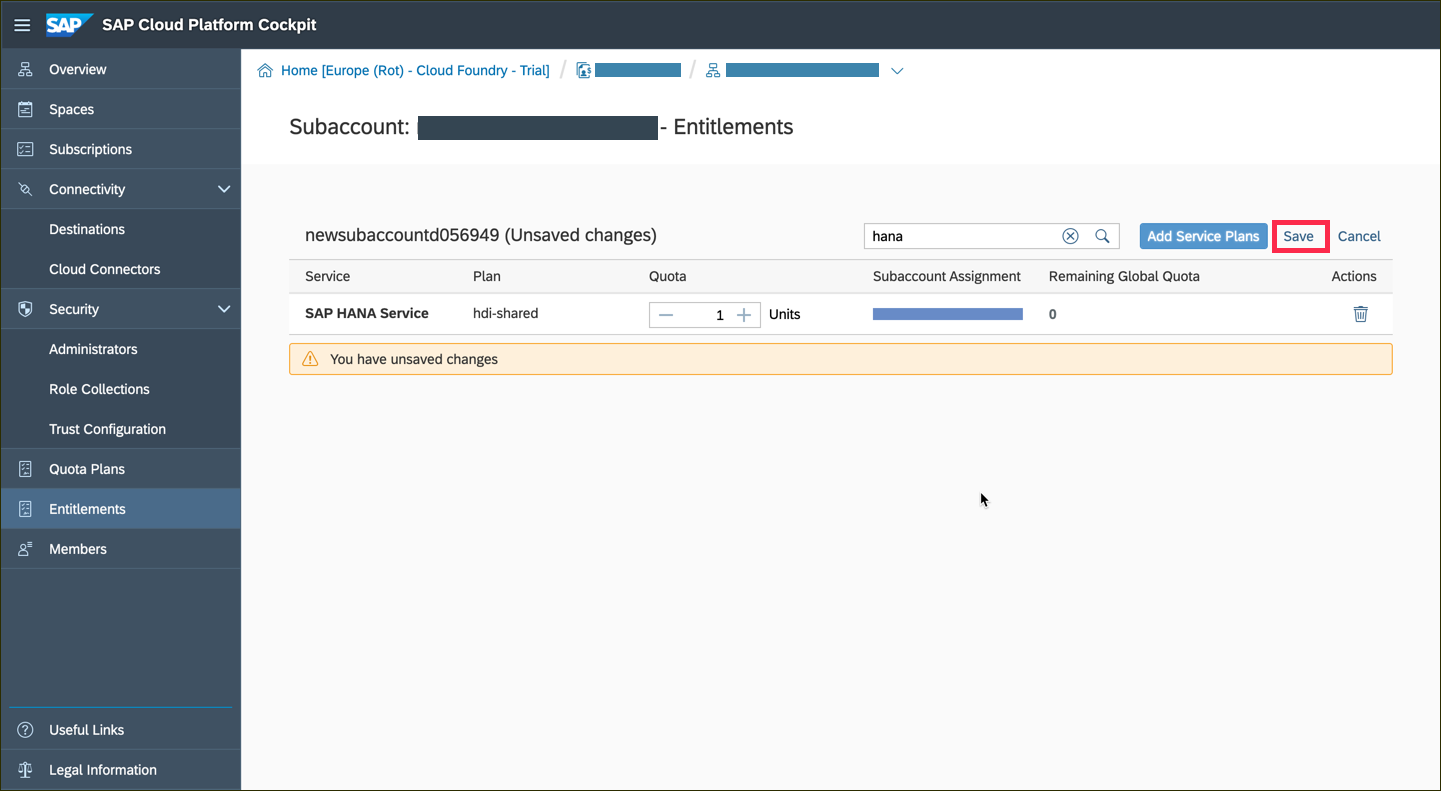 SAP SAP Cloud Platform Cockpit
Overview
Spaces
Subscriptions
Connectivity
Destinations
Cloud Connectors
Security
Administrators
Role Collections
Trust Configuration
Quota Plans
Entitlements
Members
Useful Links
Legal Information
Home [Europe (Rot) - Cloud Foundry - Trial] / /
Subaccount: - Entitlements
newsubaccountd056949 (Unsaved changes) hana Add Service Plans Save Cancel
Service Plan Quota Subaccount Assignment Remaining Global Quota Actions
SAP HANA Service hdi-shared 1 Units 0
You have unsaved changes